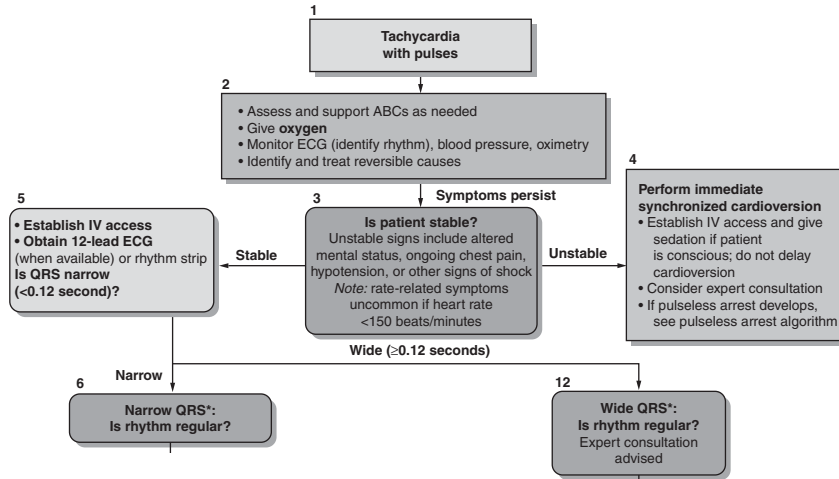 1
Tachycardia
with pulses
2
• Assess and support ABCs as needed
• Give oxygen
• Monitor ECG (identify rhythm), blood pressure, oximetry
• Identify and treat reversible causes
Symptoms persist
3
Is patient stable?
Unstable signs include altered
mental status, ongoing chest pain,
hypotension, or other signs of shock
Note: rate-related symptoms
uncommon if heart rate
<150 beats/minutes
Stable
Unstable
4
Perform immediate
synchronized cardioversion
• Establish IV access and give
sedation if patient
is conscious; do not delay
cardioversion
• Consider expert consultation
• If pulseless arrest develops,
see pulseless arrest algorithm
5
• Establish IV access
• Obtain 12-lead ECG
(when available) or rhythm strip
Is QRS narrow
(<0.12 second)?
Wide (≥0.12 seconds)
Narrow
6
Narrow QRS*:
Is rhythm regular?
12
Wide QRS*:
Is rhythm regular?
Expert consultation
advised